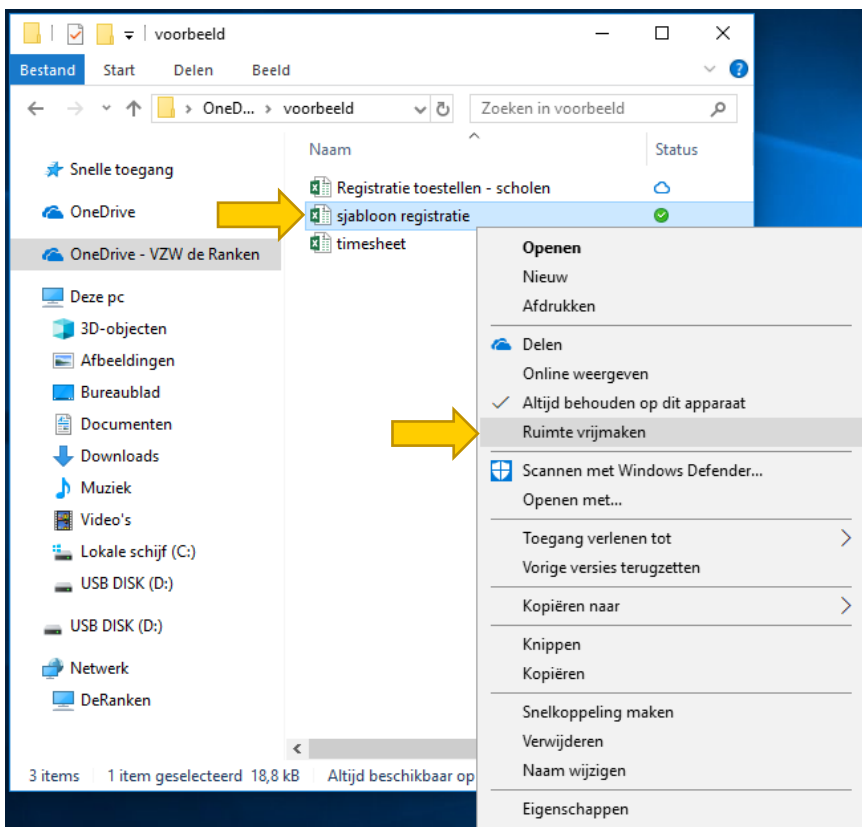 voorbeeld
Bestand Start Delen Beeld
OneD... > voorbeeld Zoeken in voorbeeld
Naam Status
Snelle toegang
OneDrive
OneDrive - VZW de Ranken
Deze pc
3D-objecten
Afbeeldingen
Bureaublad
Documenten
Downloads
Muziek
Video's
Lokale schijf (C:)
USB DISK (D:)
USB DISK (D:)
Netwerk
DeRanken
Registratie toestellen - scholen
sjabloon registratie
timesheet
Openen
Nieuw
Afdrukken
Delen
Online weergeven
Altijd behouden op dit apparaat
Ruimte vrijmaken
Scannen met Windows Defender...
Openen met...
Toegang verlenen tot
Vorige versies terugzetten
Kopiëren naar
Knippen
Kopiëren
Snelkoppeling maken
Verwijderen
Naam wijzigen
Eigenschappen
3 items 1 item geselecteerd 18,8 kB Altijd beschikbaar op